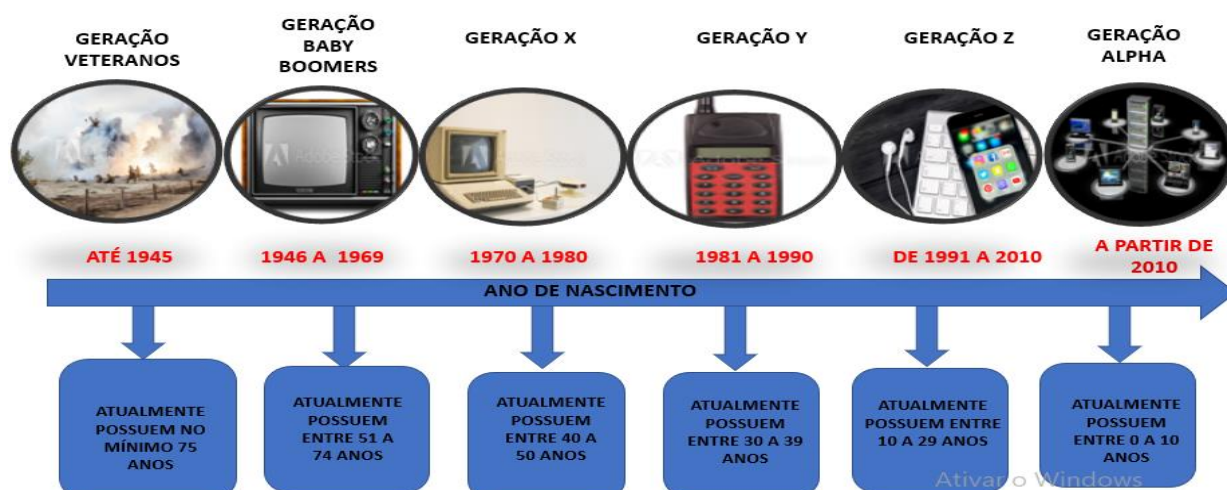 GERAÇÃO
VETERANOS
GERAÇÃO
BABY
BOOMERS
GERAÇÃO X
GERAÇÃO Y
GERAÇÃO Z
GERAÇÃO
ALPHA
ATÉ 1945
1946 A 1969
1970 A 1980
1981 A 1990
DE 1991 A 2010
A PARTIR DE
2010
ANO DE NASCIMENTO
ATUALMENTE
POSSUEM NO
MÍNIMO 75
ANOS
ATUALMENTE
POSSUEM
ENTRE 51 A
74 ANOS
ATUALMENTE
POSSUEM
ENTRE 40 A
50 ANOS
ATUALMENTE
POSSUEM
ENTRE 30 A 39
ANOS
ATUALMENTE
POSSUEM ENTRE
10 A 29 ANOS
ATUALMENTE
POSSUEM
ENTRE 0 A 10
ANOS
Ativar o Windows